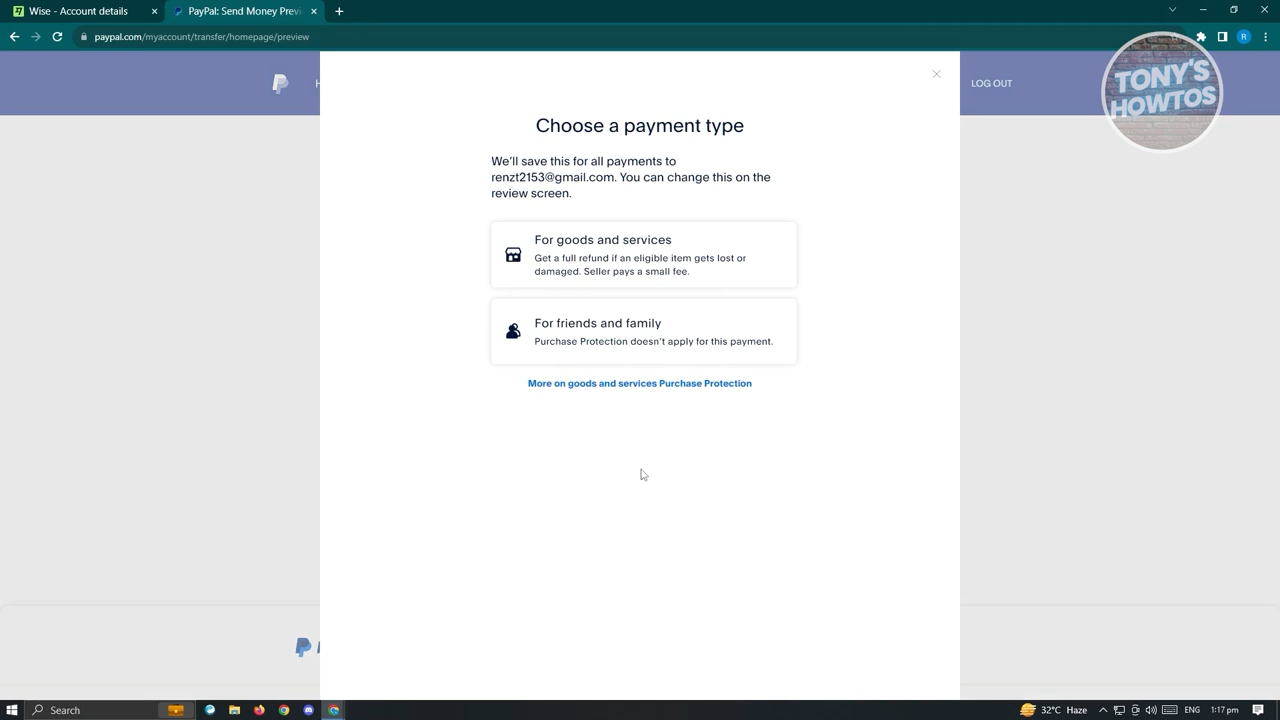 Wise - Account details
PayPal: Send Money Previ
paypal.com/myaccount/transfer/homepage/preview
R
LOG OUT
TONY'S
HOWTOS
Choose a payment type
We'll save this for all payments to
renzt2153@gmail.com. You can change this on the
review screen.
For goods and services
Get a full refund if an eligible item gets lost or
damaged. Seller pays a small fee.
For friends and family
Purchase Protection doesn't apply for this payment.
More on goods and services Purchase Protection
Search
32°C Haze
ENG
1:17 pm